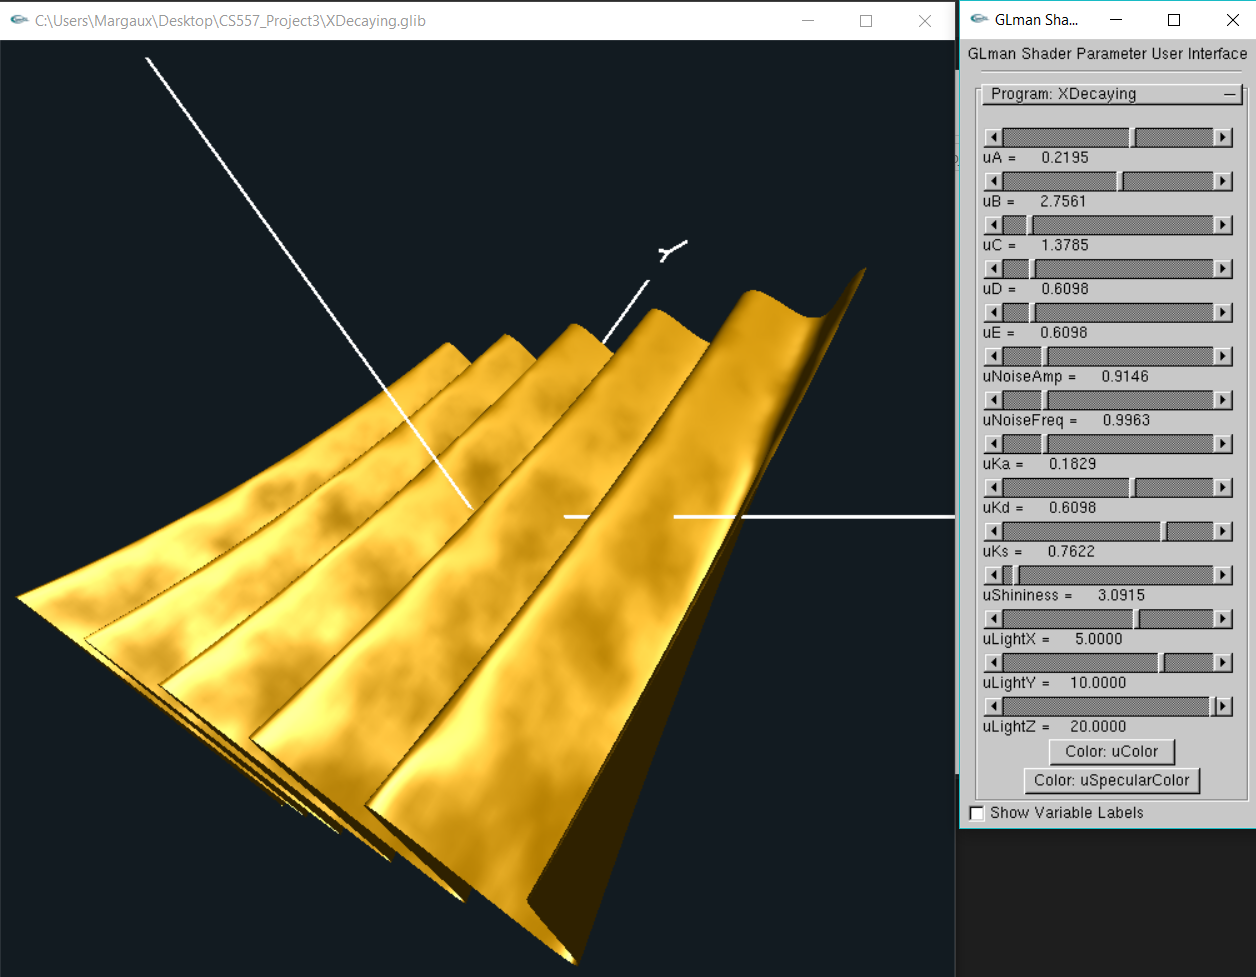 C:\Users\Margaux\Desktop\CS557_Project3\XDecaying.glib
Y
GLman Sha...
GLman Shader Parameter User Interface
Program: XDecaying
uA = 0.2195
uB = 2.7561
uC = 1.3785
uD = 0.6098
uE = 0.6098
uNoiseAmp = 0.9146
uNoiseFreq = 0.9963
uKa = 0.1829
uKd = 0.6098
uKs = 0.7622
uShininess = 3.0915
uLightX = 5.0000
uLightY = 10.0000
uLightZ = 20.0000
Color: uColor
Color: uSpecularColor
Show Variable Labels